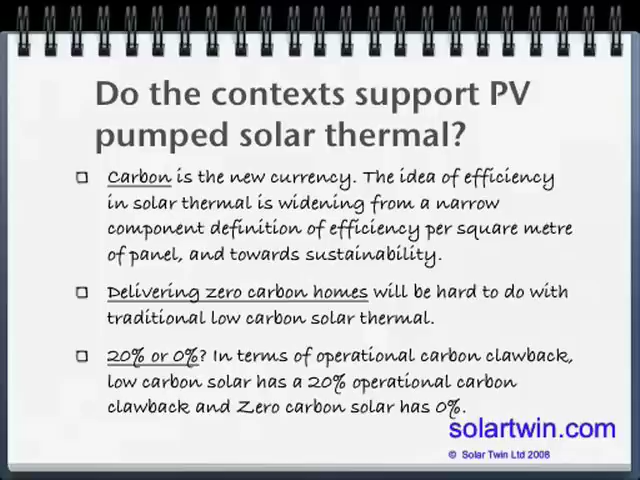 Do the contexts support PV
pumped solar thermal?
Carbon is the new currency. The idea of efficiency
in solar thermal is widening from a narrow
component definition of efficiency per square metre
of panel, and towards sustainability.
Delivering zero carbon homes will be hard to do with
traditional low carbon solar thermal.
20% or 0%? In terms of operational carbon clawback,
low carbon solar has a 20% operational carbon
clawback and Zero carbon solar has 0%.
solartwin.com
© Solar Twin Ltd 2008